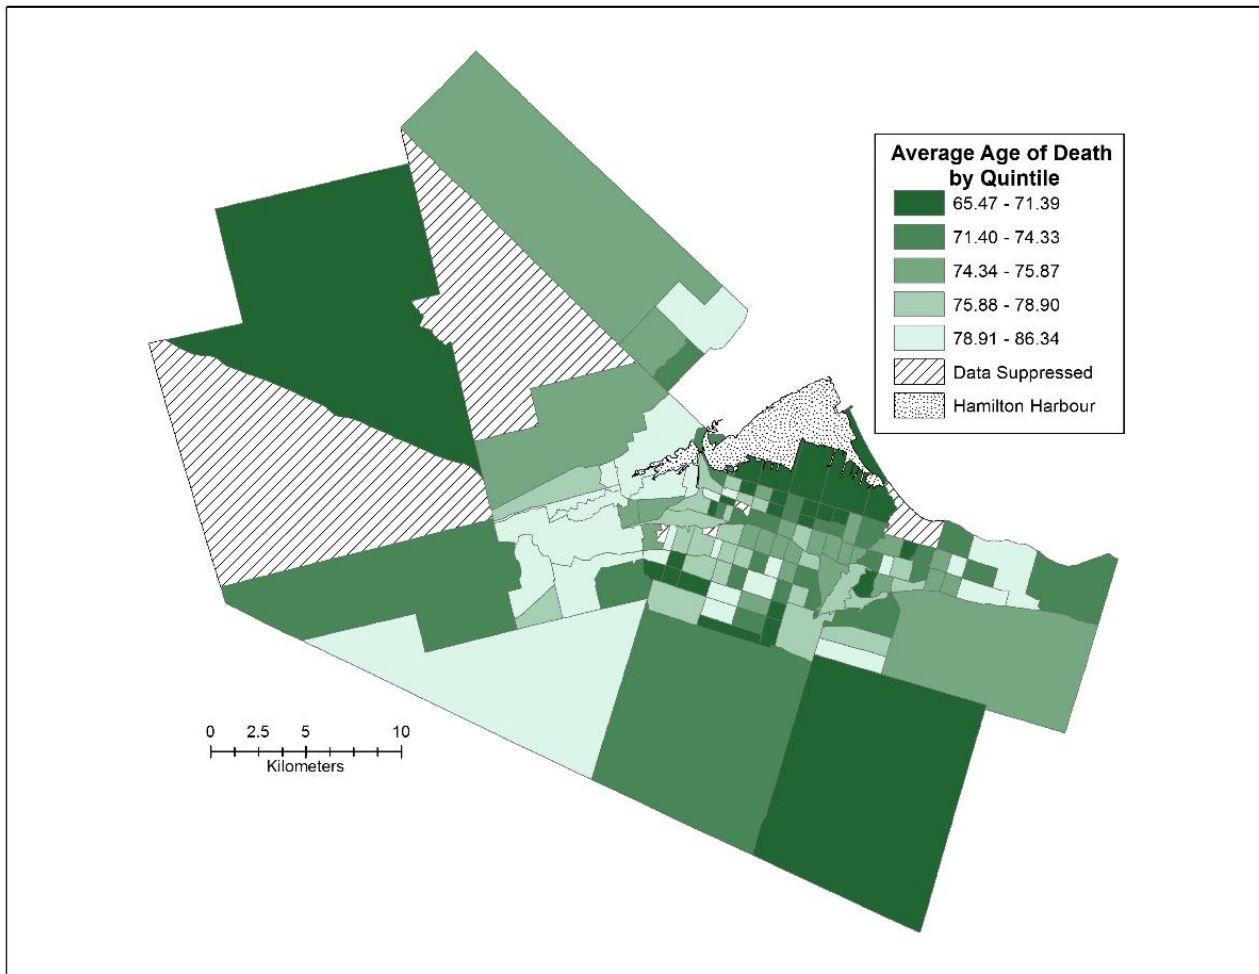 Average Age of Death
by Quintile
65.47 - 71.39
71.40 - 74.33
74.34 - 75.87
75.88 - 78.90
78.91 - 86.34
Data Suppressed
Hamilton Harbour
0 2.5 5 10
Kilometers